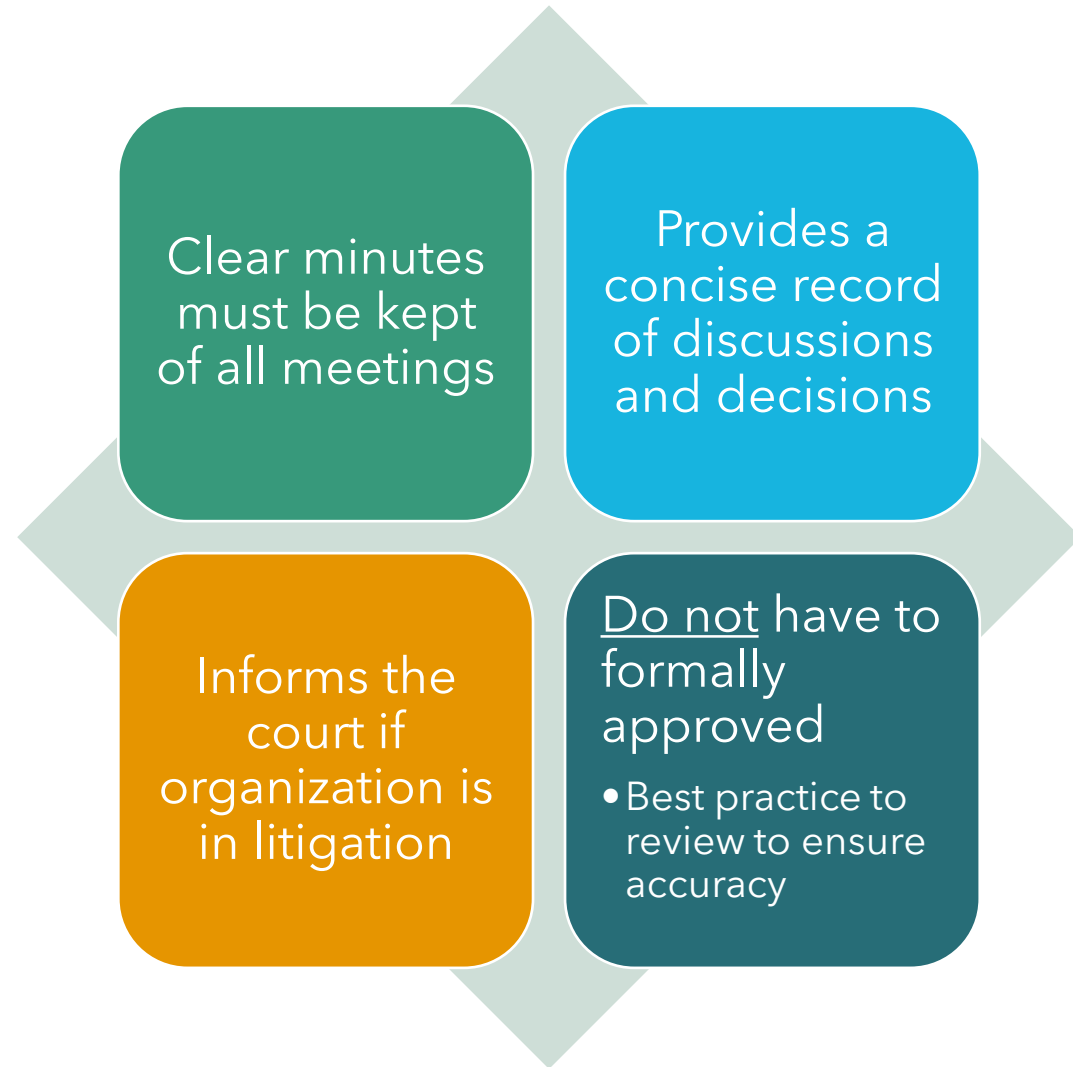 Clear minutes
must be kept
of all meetings
Provides a
concise record
of discussions
and decisions
Informs the
court if
organization is
in litigation
Do not have to
formally
approved
•Best practice to
review to ensure
accuracy